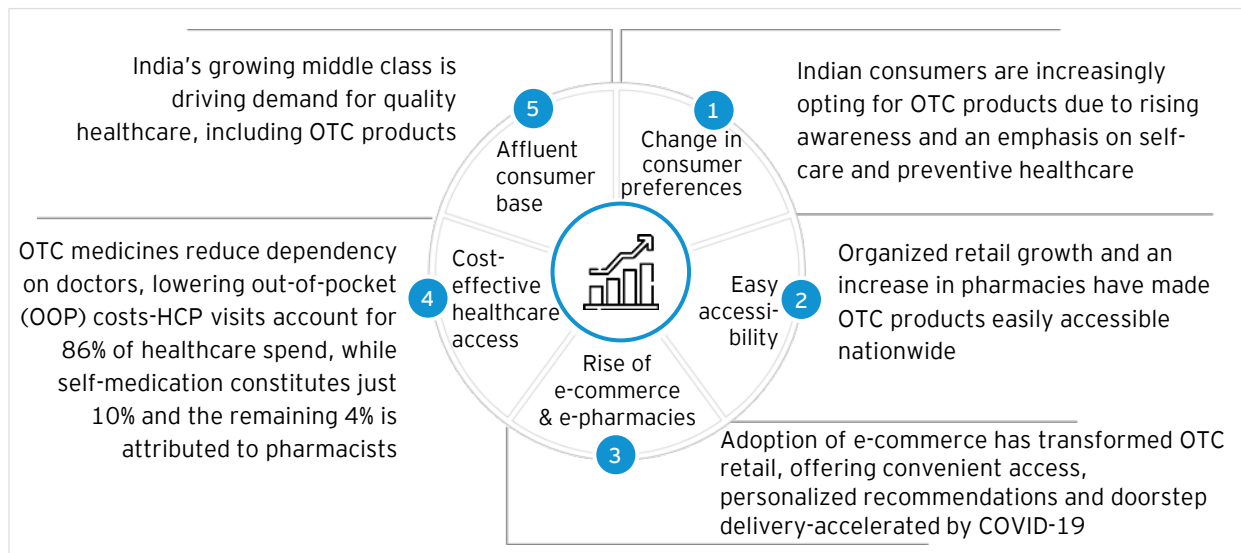 1
Change in
consumer
preferences
Indian consumers are increasingly
opting for OTC products due to rising
awareness and an emphasis on self-
care and preventive healthcare
2
Easy
accessi-
bility
Organized retail growth and an
increase in pharmacies have made
OTC products easily accessible
nationwide
3
Rise of
e-commerce
& e-pharmacies
Adoption of e-commerce has transformed OTC
retail, offering convenient access,
personalized recommendations and doorstep
delivery-accelerated by COVID-19
4
Cost-
effective
healthcare
access
OTC medicines reduce dependency
on doctors, lowering out-of-pocket
(OOP) costs-HCP visits account for
86% of healthcare spend, while
self-medication constitutes just
10% and the remaining 4% is
attributed to pharmacists
5
Affluent
consumer
base
India's growing middle class is
driving demand for quality
healthcare, including OTC products